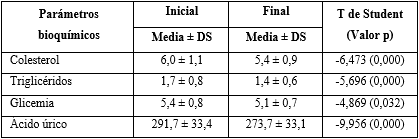 Parámetros bioquímicos Inicial Final T de Student (Valor p)
Media ± DS Media ± DS
Colesterol 6,0 ± 1,1 5,4 ± 0,9 -6,473 (0,000)
Triglicéridos 1,7 ± 0,8 1,4 ± 0,6 -5,696 (0,000)
Glicemia 5,4 ± 0,8 5,1 ± 0,7 -4,869 (0,032)
Ácido úrico 291,7 ± 33,4 273,7 ± 33,1 -9,956 (0,000)